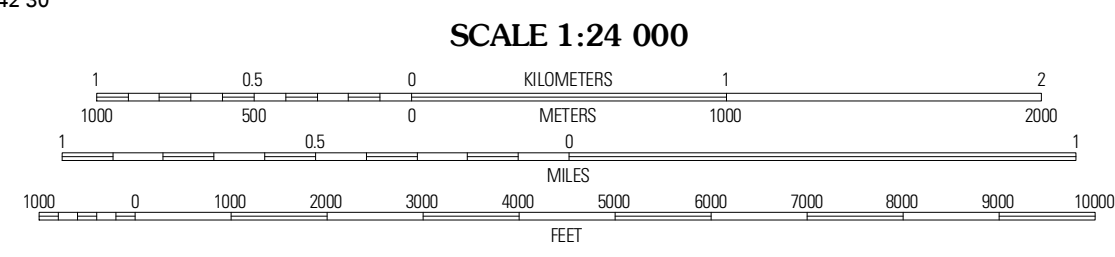 42'30"
SCALE 1:24 000
1 0.5 0 KILOMETERS 1 2
1000 500 0 METERS 1000 2000
1 0.5 0 1
MILES
1000 0 1000 2000 3000 4000 5000 6000 7000 8000 9000 10000
FEET